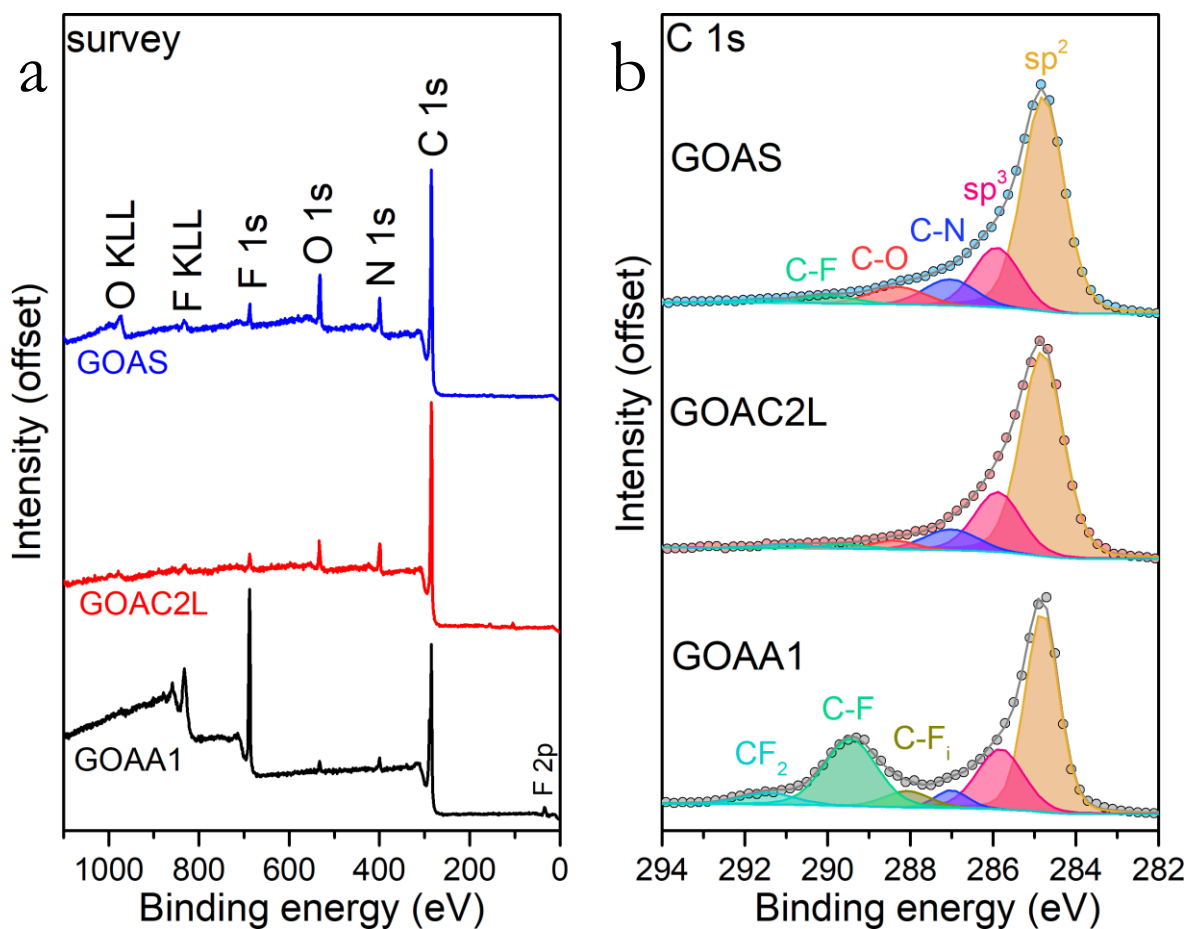 a
survey
O KLL
F KLL
F 1s
O 1s
N 1s
C 1s
GOAS
GOAC2L
GOAA1
F 2p
Intensity (offset)
1000 800 600 400 200 0
Binding energy (eV)
b
C 1s
sp²
GOAS
sp³
C-N
C-O
C-F
GOAC2L
GOAA1
C-F
C-Fᵢ
CF₂
Intensity (offset)
294 292 290 288 286 284 282
Binding energy (eV)